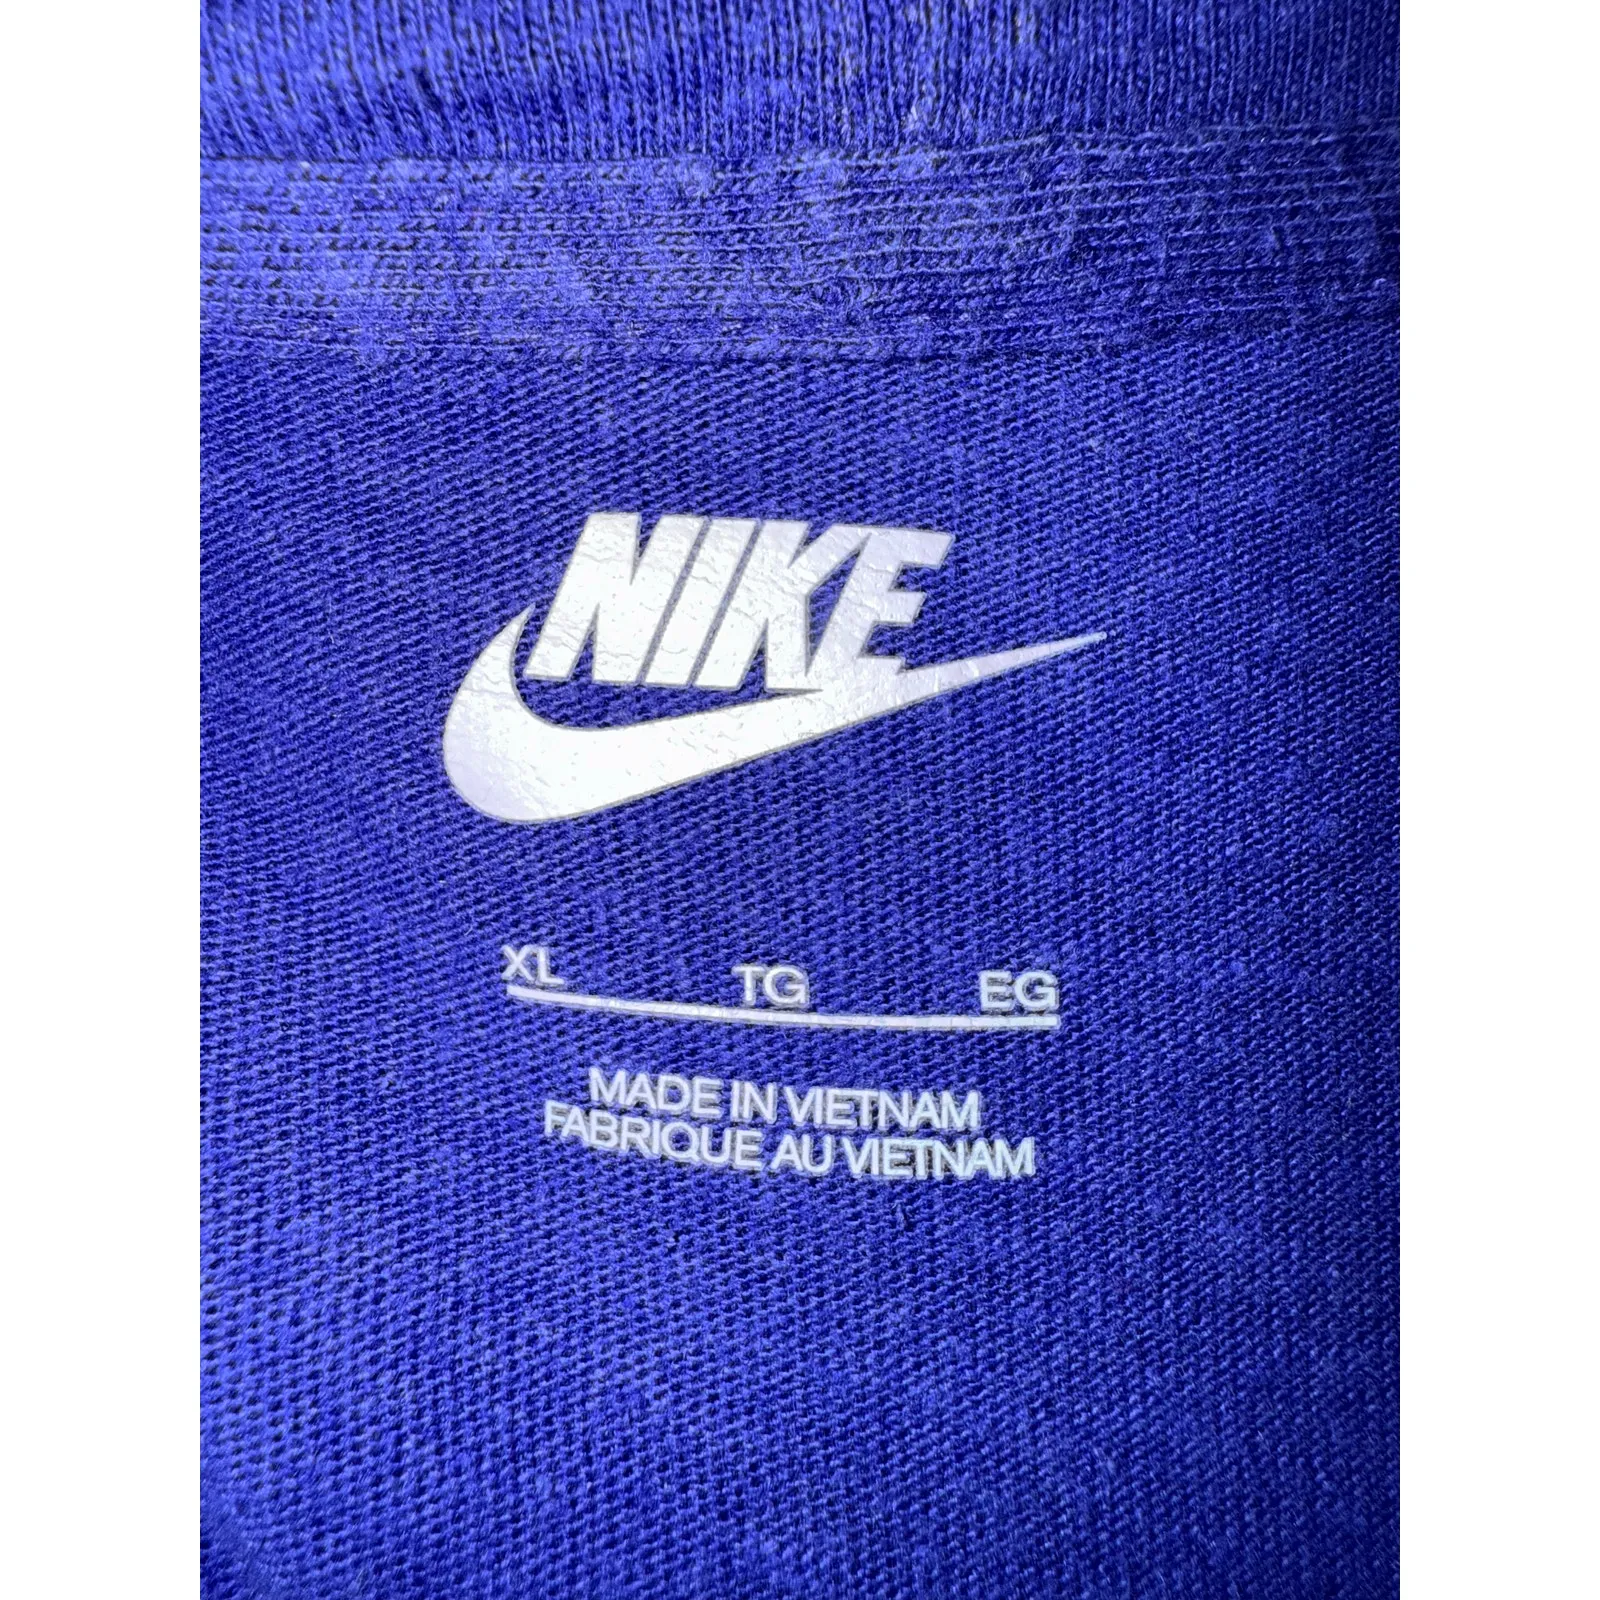 NIKE
XL TG EG
MADE IN VIETNAM
FABRIQUE AU VIETNAM